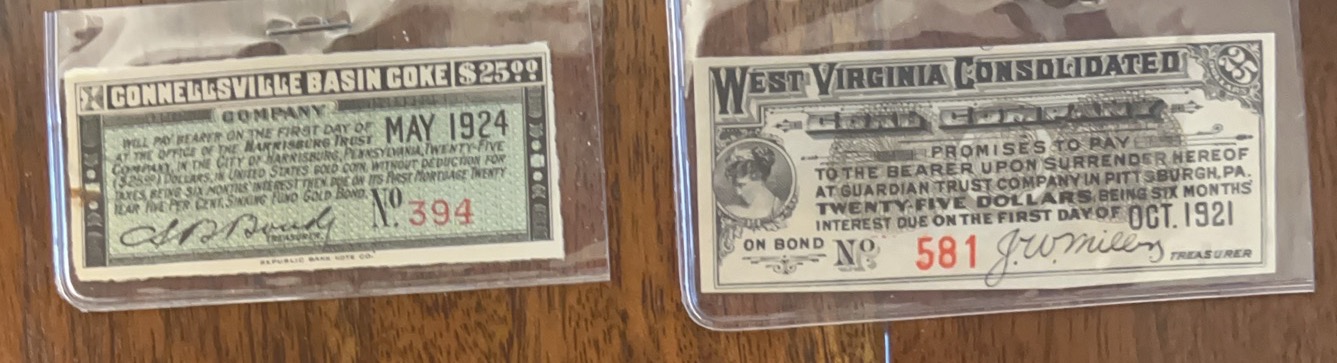 CONNELLSVILLE BASIN COKE $25.00
COMPANY
WILL PAY BEARER ON THE FIRST DAY OF MAY 1924
AT THE OFFICE OF THE HARRISBURG TRUST
COMPANY, IN THE CITY OF HARRISBURG, PENNSYLVANIA, TWENTY-FIVE
($25.00) DOLLARS, IN UNITED STATES GOLD COIN, WITHOUT DEDUCTION FOR
TAXES, BEING SIX MONTHS' INTEREST THEN DUE ON ITS FIRST MORTGAGE TWENTY
YEAR FIVE PER CENT. SINKING FUND GOLD BOND.
No. 394
TREASURER.
REPUBLIC BANK NOTE CO.
WEST VIRGINIA CONSOLIDATED 25
COAL COMPANY
PROMISES TO PAY
TO THE BEARER UPON SURRENDER HEREOF
AT GUARDIAN TRUST COMPANY IN PITTSBURGH, PA.
TWENTY-FIVE DOLLARS, BEING SIX MONTHS'
INTEREST DUE ON THE FIRST DAY OF OCT. 1921
ON BOND No. 581 J.W. Miller TREASURER